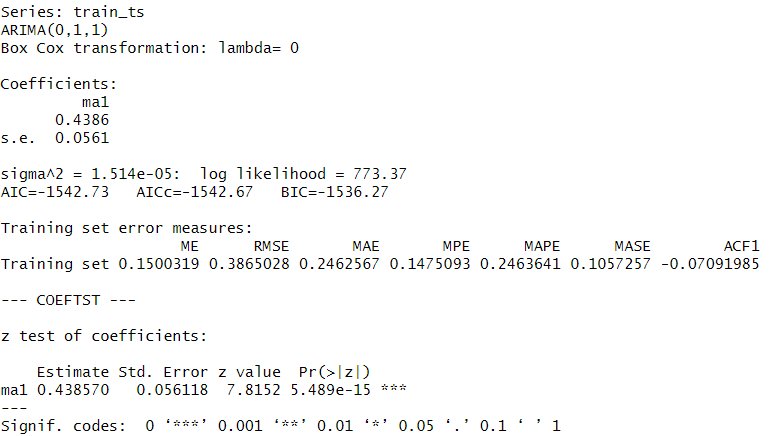 Series: train_ts
ARIMA(0,1,1)
Box Cox transformation: lambda= 0
Coefficients:
ma1
0.4386
s.e. 0.0561
sigma^2 = 1.514e-05: log likelihood = 773.37
AIC=-1542.73 AICc=-1542.67 BIC=-1536.27
Training set error measures:
ME RMSE MAE MPE MAPE MASE ACF1
Training set 0.1500319 0.3865028 0.2462567 0.1475093 0.2463641 0.1057257 -0.07091985
--- COEFTST ---
z test of coefficients:
Estimate Std. Error z value Pr(>|z|)
ma1 0.438570 0.056118 7.8152 5.489e-15 ***
---
Signif. codes: 0 ‘***’ 0.001 ‘**’ 0.01 ‘*’ 0.05 ‘.’ 0.1 ‘ ’ 1